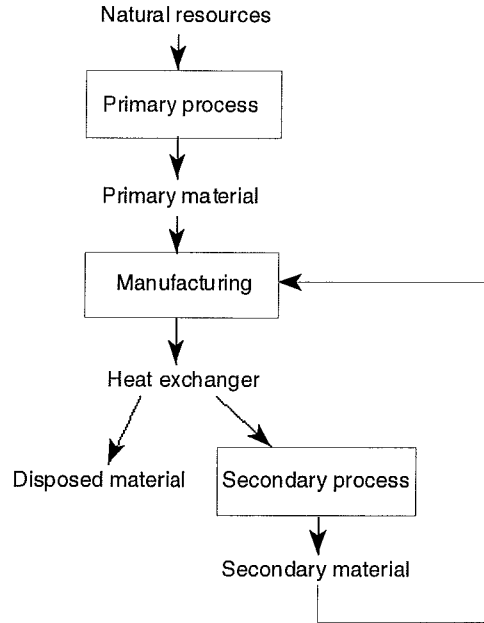 Natural resources
Primary process
Primary material
Manufacturing
Heat exchanger
Disposed material
Secondary process
Secondary material